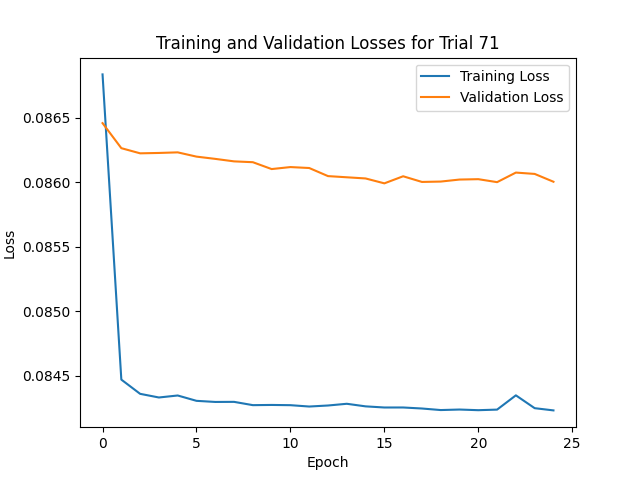 Training and Validation Losses for Trial 71
Training Loss
Validation Loss
0.0865
0.0860
0.0855
0.0850
0.0845
Loss
0
5
10
15
20
25
Epoch